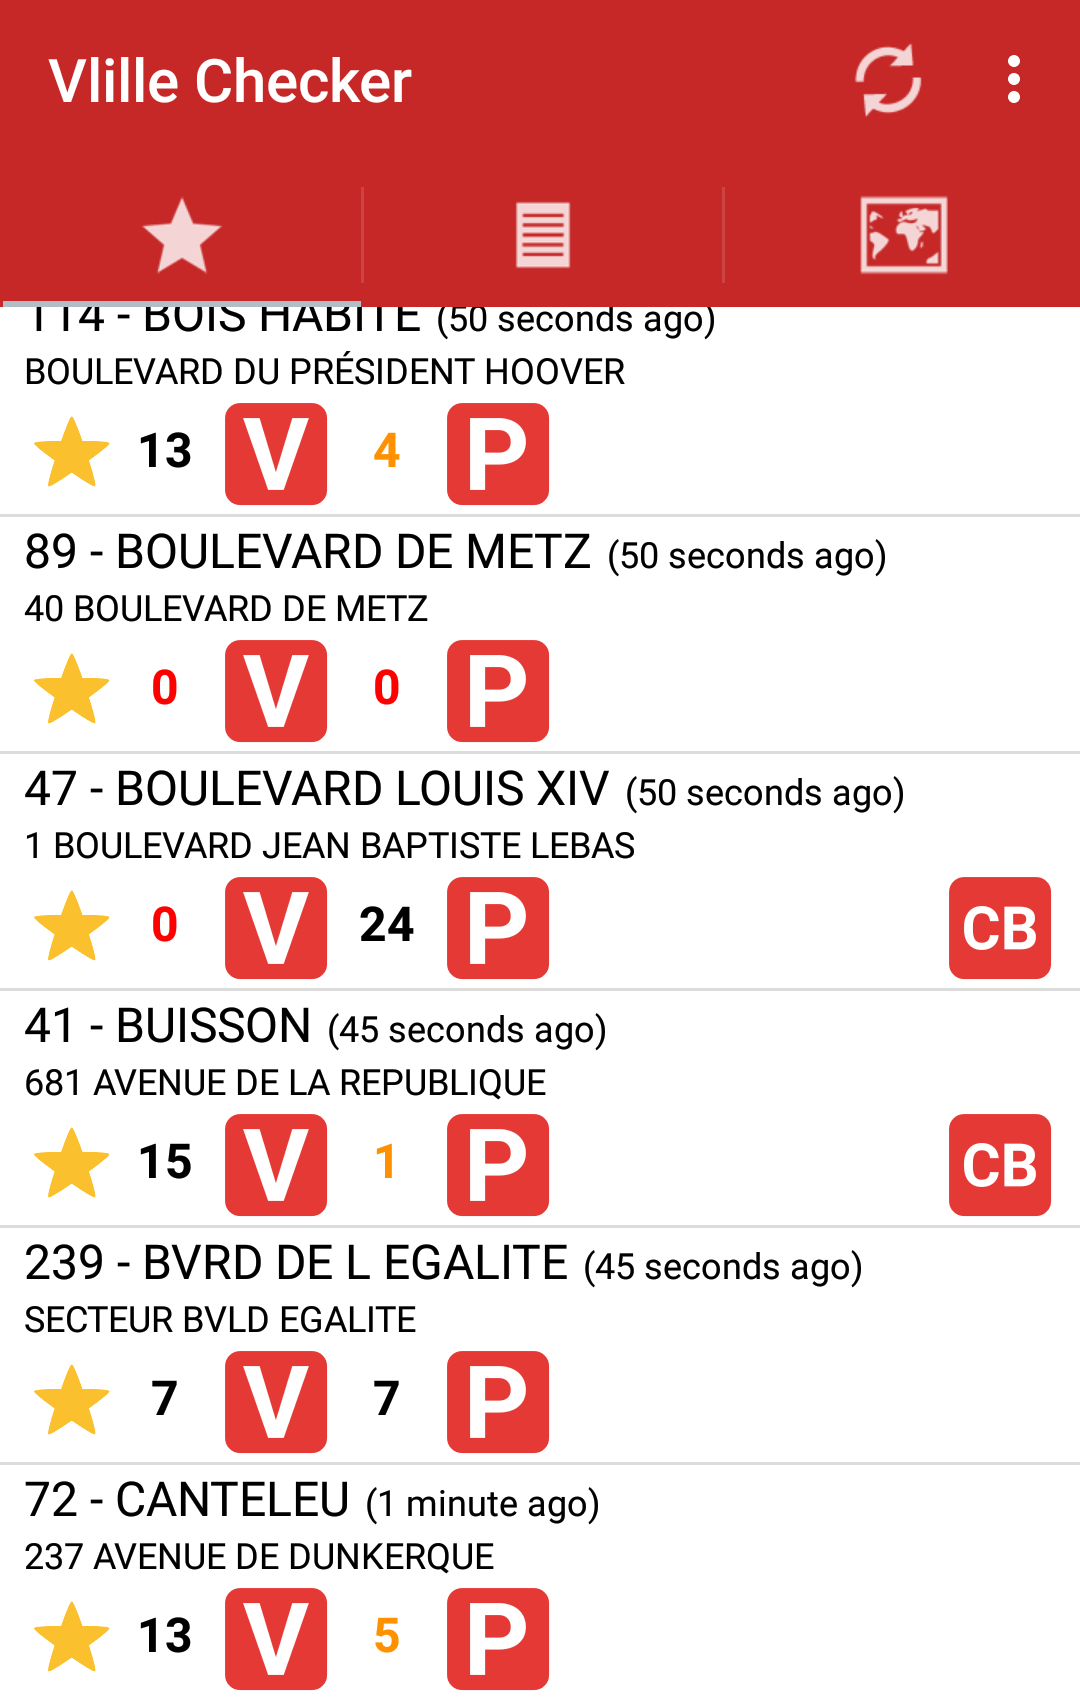 Vlille Checker
114 - BOIS HABITE (50 seconds ago)
BOULEVARD DU PRÉSIDENT HOOVER
13 V 4 P
89 - BOULEVARD DE METZ (50 seconds ago)
40 BOULEVARD DE METZ
0 V 0 P
47 - BOULEVARD LOUIS XIV (50 seconds ago)
1 BOULEVARD JEAN BAPTISTE LEBAS
0 V 24 P CB
41 - BUISSON (45 seconds ago)
681 AVENUE DE LA REPUBLIQUE
15 V 1 P CB
239 - BVRD DE L EGALITE (45 seconds ago)
SECTEUR BVLD EGALITE
7 V 7 P
72 - CANTELEU (1 minute ago)
237 AVENUE DE DUNKERQUE
13 V 5 P